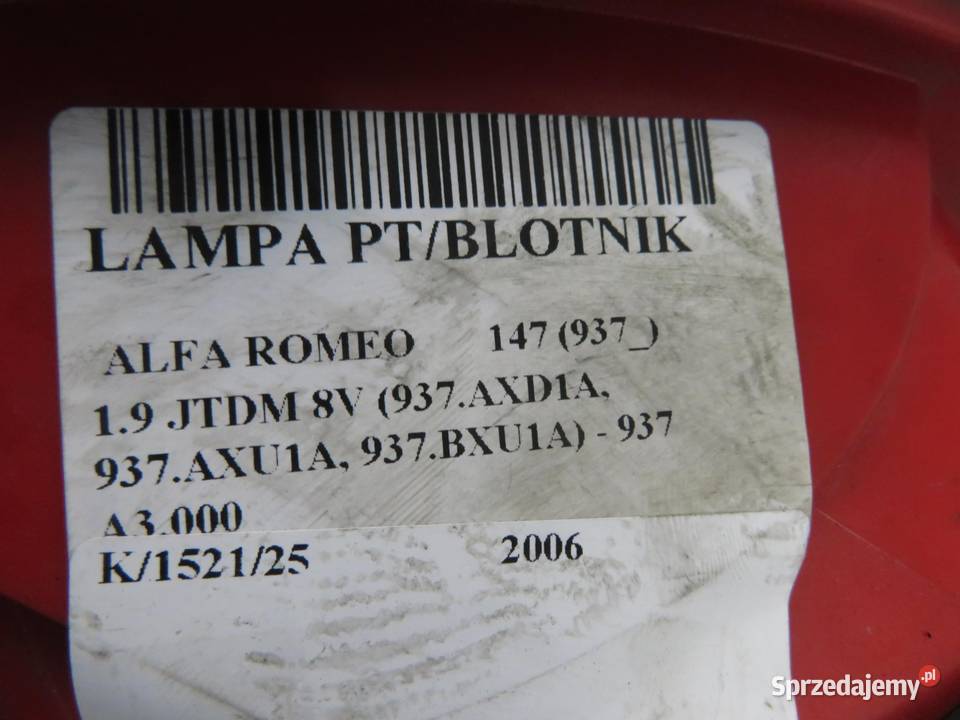 LAMPA PT/BLOTNIK
ALFA ROMEO 147 (937_)
1.9 JTDM 8V (937.AXD1A,
937.AXU1A, 937.BXU1A) - 937
A3.000
K/1521/25 2006
Sprzedajemy.pl